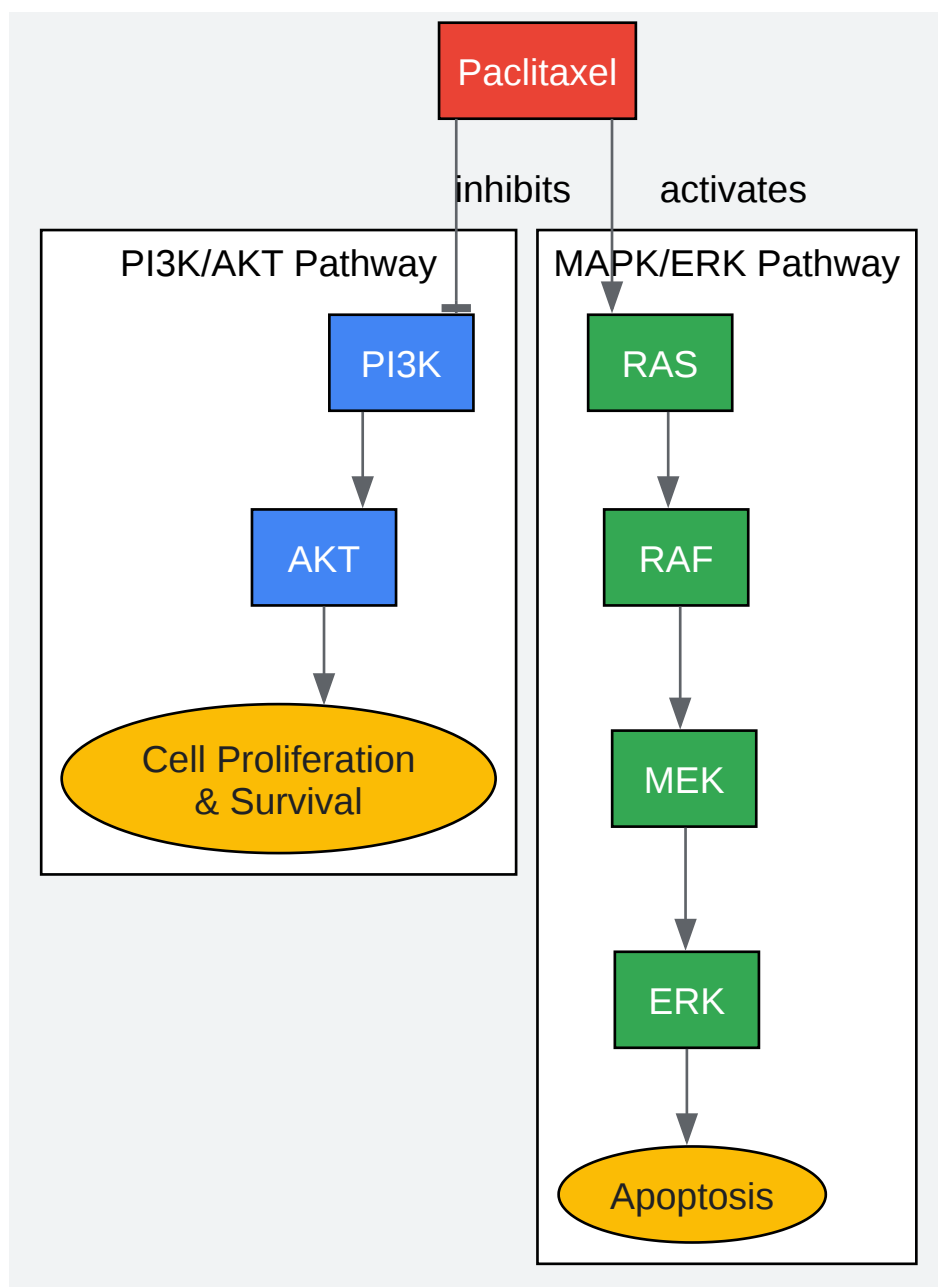 Paclitaxel
inhibits
activates
PI3K/AKT Pathway
PI3K
AKT
Cell Proliferation
& Survival
MAPK/ERK Pathway
RAS
RAF
MEK
ERK
Apoptosis